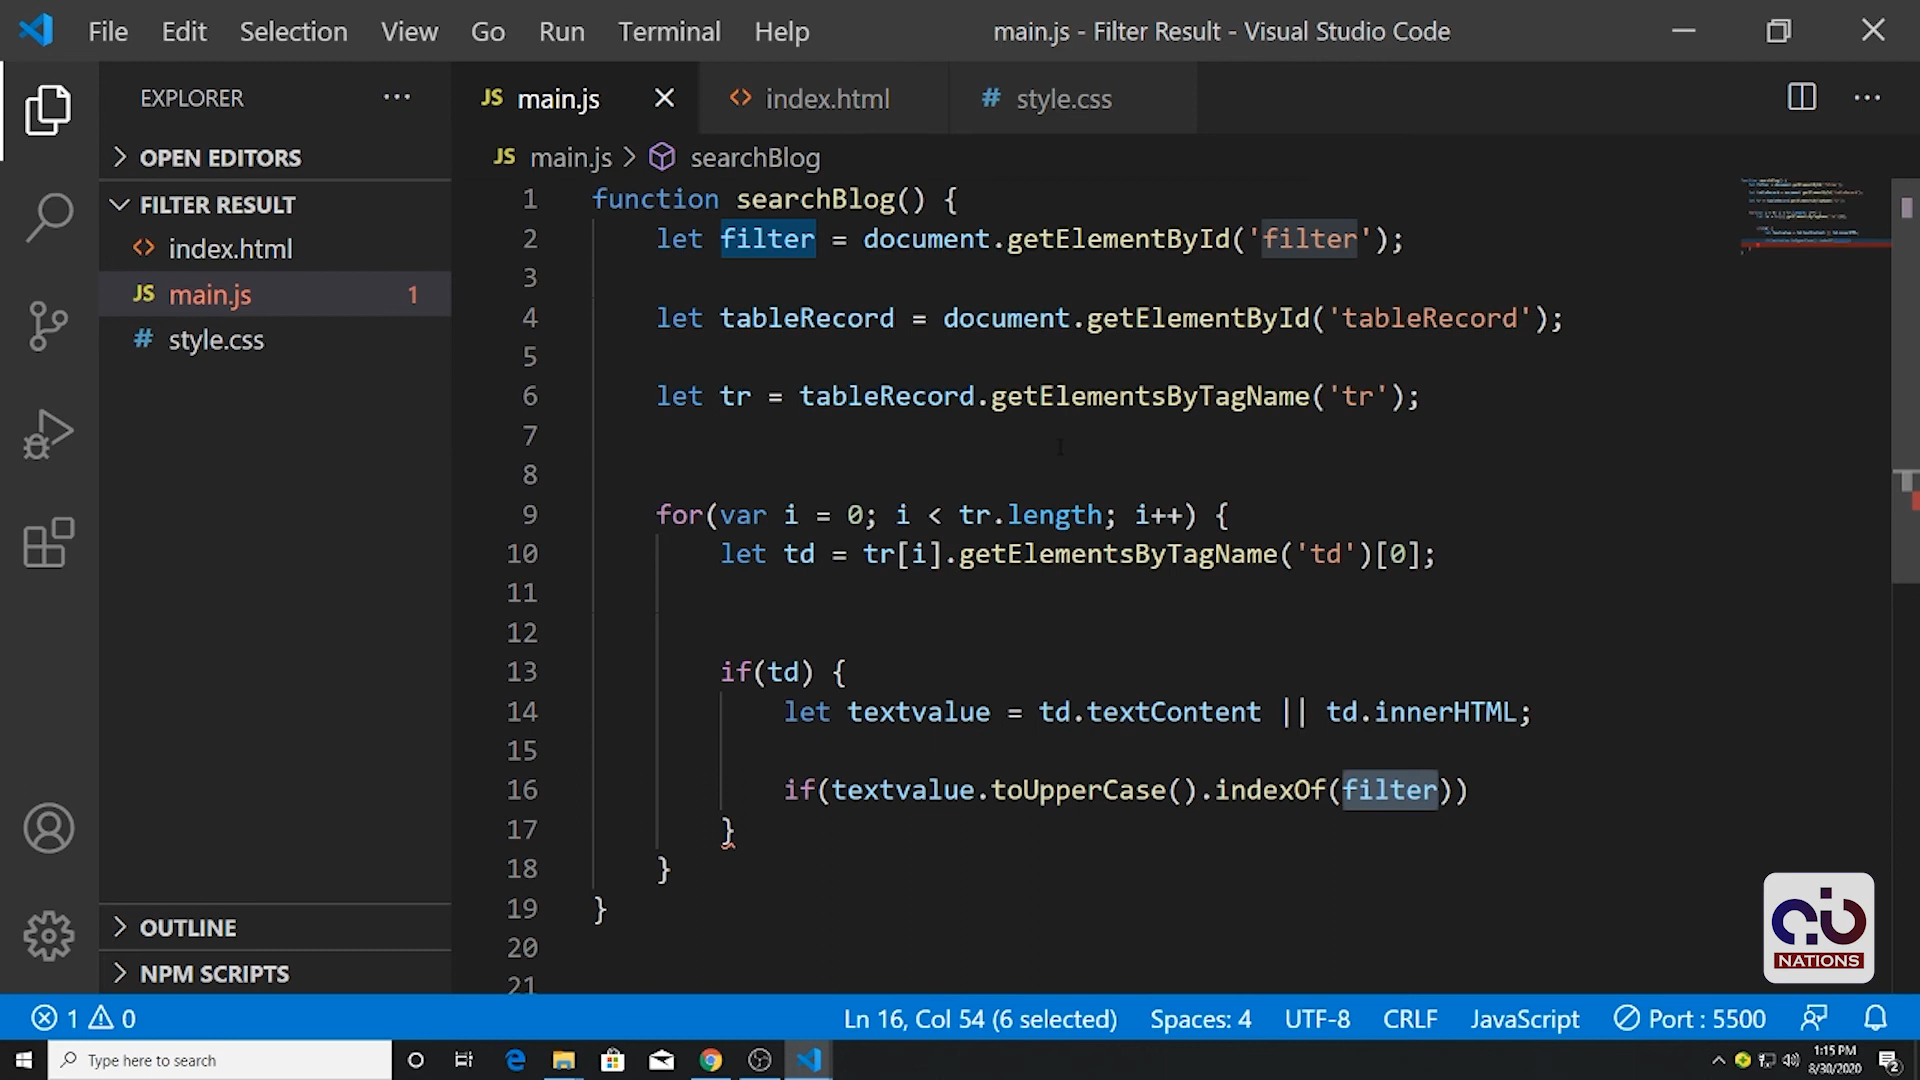 File Edit Selection View Go Run Terminal Help main.js - Filter Result - Visual Studio Code
EXPLORER
OPEN EDITORS
FILTER RESULT
<> index.html
JS main.js 1
# style.css
OUTLINE
NPM SCRIPTS
JS main.js <> index.html # style.css
JS main.js > searchBlog
1 function searchBlog() {
2 let filter = document.getElementById('filter');
3
4 let tableRecord = document.getElementById('tableRecord');
5
6 let tr = tableRecord.getElementsByTagName('tr');
7
8
9 for(var i = 0; i < tr.length; i++) {
10 let td = tr[i].getElementsByTagName('td')[0];
11
12
13 if(td) {
14 let textvalue = td.textContent || td.innerHTML;
15
16 if(textvalue.toUpperCase().indexOf(filter))
17 }
18 }
19 }
20
21
NATIONS
1 0 Ln 16, Col 54 (6 selected) Spaces: 4 UTF-8 CRLF JavaScript Port : 5500
Type here to search
1:15 PM
8/30/2020
2